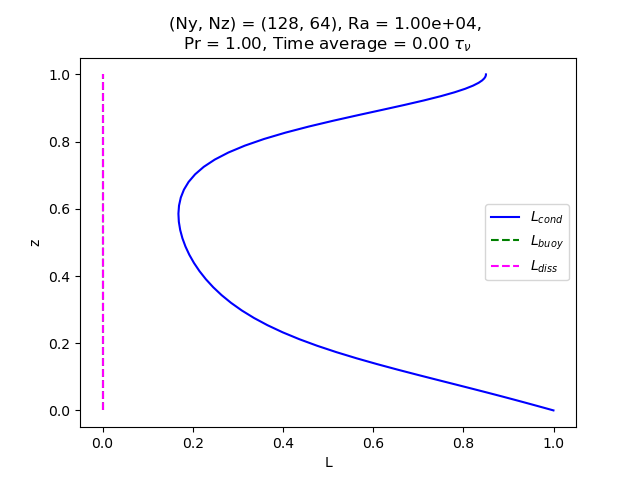 (Ny, Nz) = (128, 64), Ra = 1.00e+04,
Pr = 1.00, Time average = 0.00 τν
1.0
0.8
0.6
0.4
0.2
0.0
z
Lcond
Lbuoy
Ldiss
0.0 0.2 0.4 0.6 0.8 1.0
L